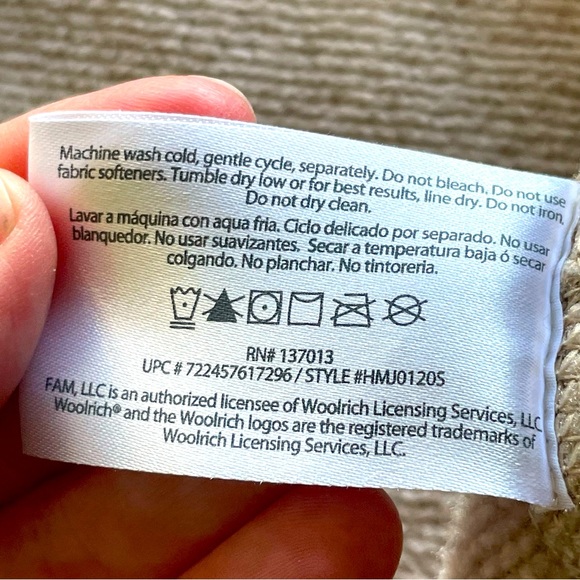 Machine wash cold, gentle cycle, separately. Do not bleach. Do not use
fabric softeners. Tumble dry low or for best results, line dry. Do not iron.
Do not dry clean.
Lavar a máquina con aqua fria. Ciclo delicado por separado. No usar
blanquedor. No usar suavizantes. Secar a temperatura baja ó secar
colgando. No planchar. No tintoreria.
RN# 137013
UPC # 722457617296 / STYLE #HMJ0120S
FAM, LLC is an authorized licensee of Woolrich Licensing Services, LLC
Woolrich® and the Woolrich logos are the registered trademarks of
Woolrich Licensing Services, LLC.